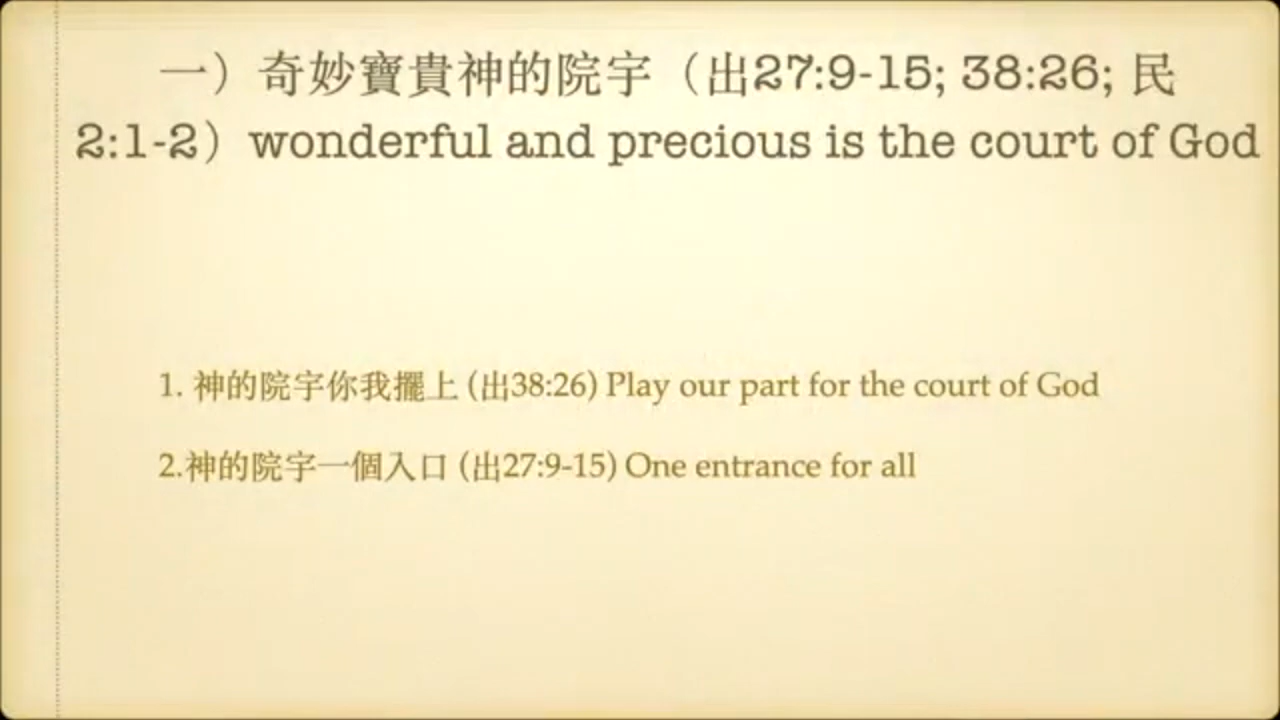 一）奇妙寶貴神的院宇（出27:9-15; 38:26; 民
2:1-2）wonderful and precious is the court of God
1. 神的院宇你我擺上 (出38:26) Play our part for the court of God
2.神的院宇一個入口 (出27:9-15) One entrance for all